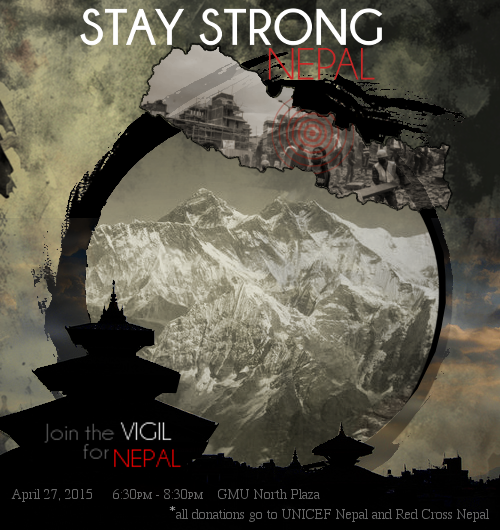 STAY STRONG
NEPAL
Join the VIGIL
for NEPAL
April 27, 2015 6:30PM - 8:30PM GMU North Plaza
*all donations go to UNICEF Nepal and Red Cross Nepal